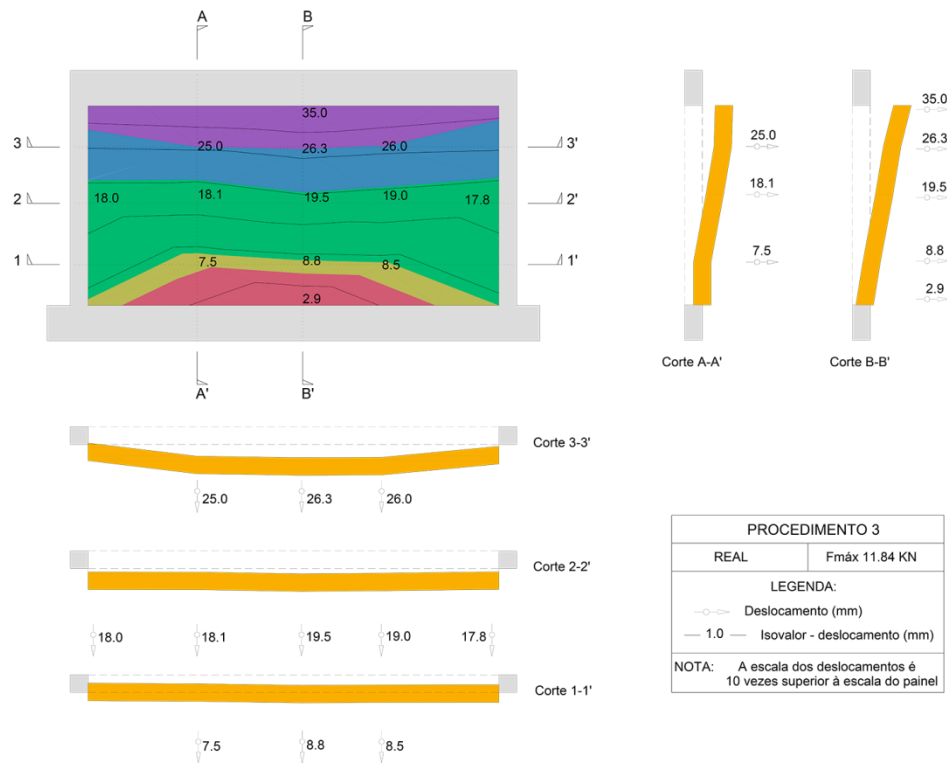 A B
35.0
3 25.0 26.3 26.0 3'
2 18.0 18.1 19.5 19.0 17.8 2'
1 7.5 8.8 8.5 1'
2.9
A' B'
25.0
18.1
7.5
Corte A-A'
35.0
26.3
19.5
8.8
2.9
Corte B-B'
Corte 3-3'
25.0 26.3 26.0
Corte 2-2'
18.0 18.1 19.5 19.0 17.8
Corte 1-1'
7.5 8.8 8.5
PROCEDIMENTO 3
REAL Fmáx 11.84 KN
LEGENDA:
Deslocamento (mm)
1.0 Isovalor - deslocamento (mm)
NOTA: A escala dos deslocamentos é
10 vezes superior à escala do painel